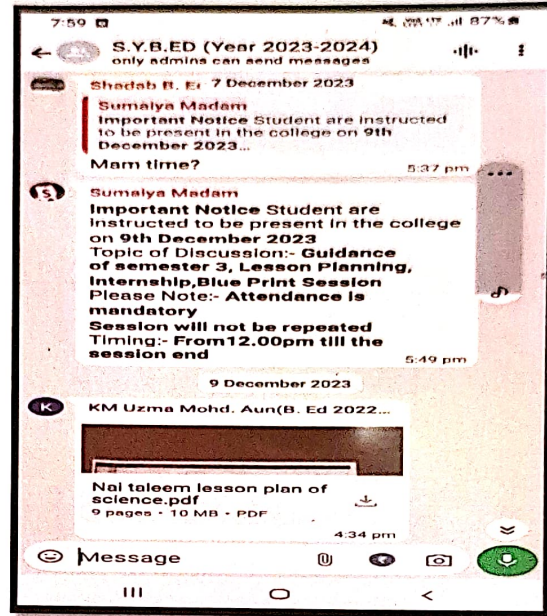 7:59 87%
S.Y.B.ED (Year 2023-2024)
only admins can send messages
Shadab B. E
7 December 2023
Sumaiya Madam
Important Notice Student are instructed
to be present in the college on 9th
December 2023...
Mam time?
5:37 pm
Sumaiya Madam
Important Notice Student are
instructed to be present in the college
on 9th December 2023
Topic of Discussion:- Guidance
of semester 3, Lesson Planning,
Internship,Blue Print Session
Please Note:- Attendance is
mandatory
Session will not be repeated
Timing:- From12.00pm till the
session end
5:49 pm
9 December 2023
K
KM Uzma Mohd. Aun(B. Ed 2022...
Nai taleem lesson plan of
science.pdf
9 pages • 10 MB • PDF
4:34 pm
Message